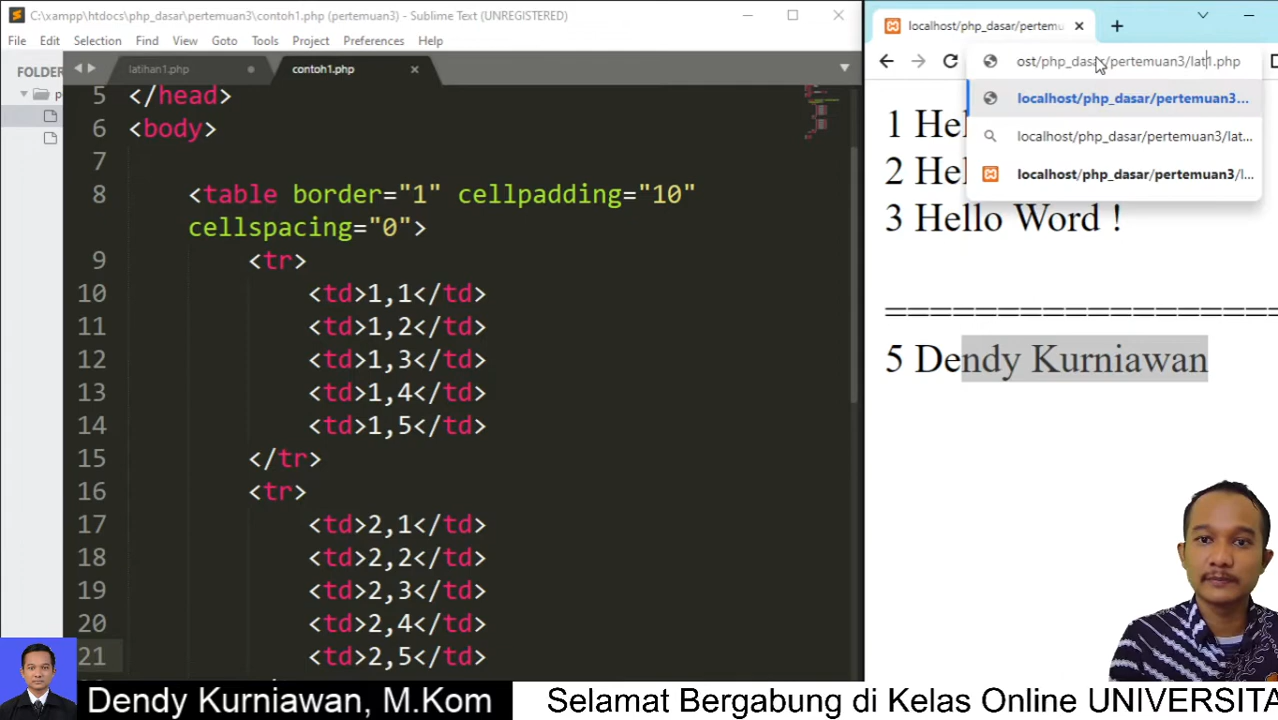 C:\xampp\htdocs\php_dasar\pertemuan3\contoh1.php (pertemuan3) - Sublime Text (UNREGISTERED)
File Edit Selection Find View Goto Tools Project Preferences Help
FOLDER
p
latihan1.php
contoh1.php
5 </head>
6 <body>
7
8 <table border="1" cellpadding="10"
cellspacing="0">
9 <tr>
10 <td>1,1</td>
11 <td>1,2</td>
12 <td>1,3</td>
13 <td>1,4</td>
14 <td>1,5</td>
15 </tr>
16 <tr>
17 <td>2,1</td>
18 <td>2,2</td>
19 <td>2,3</td>
20 <td>2,4</td>
21 <td>2,5</td>
localhost/php_dasar/pertemu
ost/php_dasar/pertemuan3/lat1.php
localhost/php_dasar/pertemuan3...
localhost/php_dasar/pertemuan3/lat...
localhost/php_dasar/pertemuan3/l...
1 Hel
2 Hel
3 Hello Word !
=====================
5 Dendy Kurniawan
Dendy Kurniawan, M.Kom
Selamat Bergabung di Kelas Online UNIVERSITA